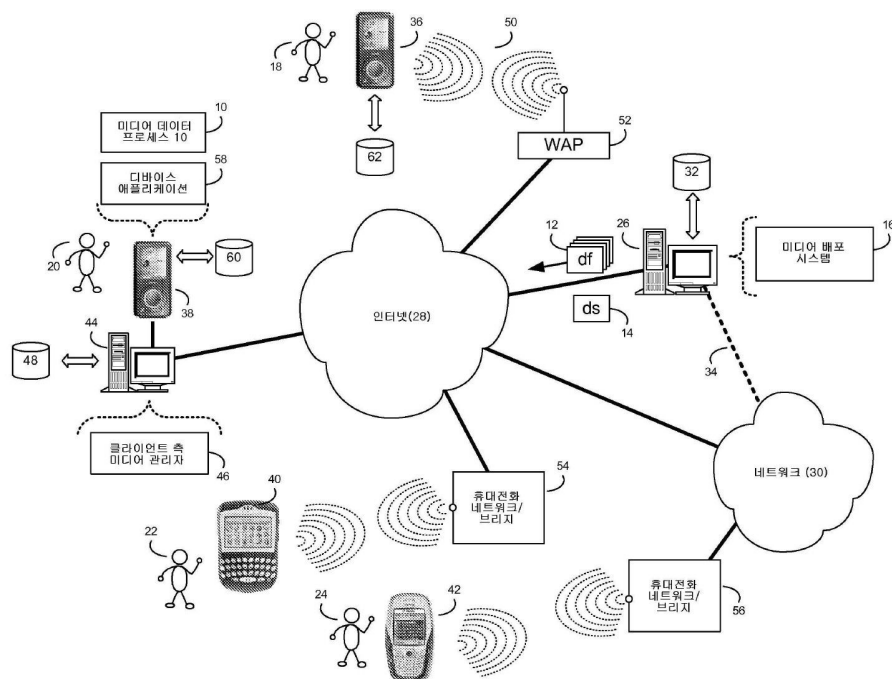 18
36
50
10
미디어 데이터
프로세스 10
58
디바이스
애플리케이션
62
WAP
52
32
20
60
38
12
df
26
미디어 배포
시스템
16
ds
14
44
48
인터넷(28)
34
클라이언트 측
미디어 관리자
46
40
22
휴대전화
네트워크/
브리지
54
네트워크 (30)
24
42
휴대전화
네트워크/
브리지
56